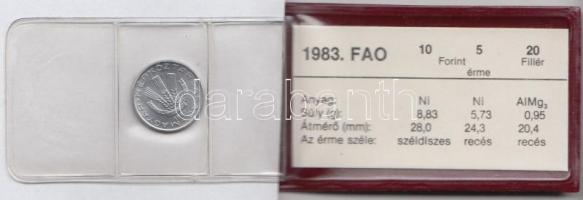 1983. FAO 10 5 20
Forint Fillér
érme
Anyag: Ni Ni AlMg3
Súly (g): 8,83 5,73 0,95
Átmérő (mm): 28,0 24,3 20,4
Az érme széle: széldíszes recés recés
darabanth